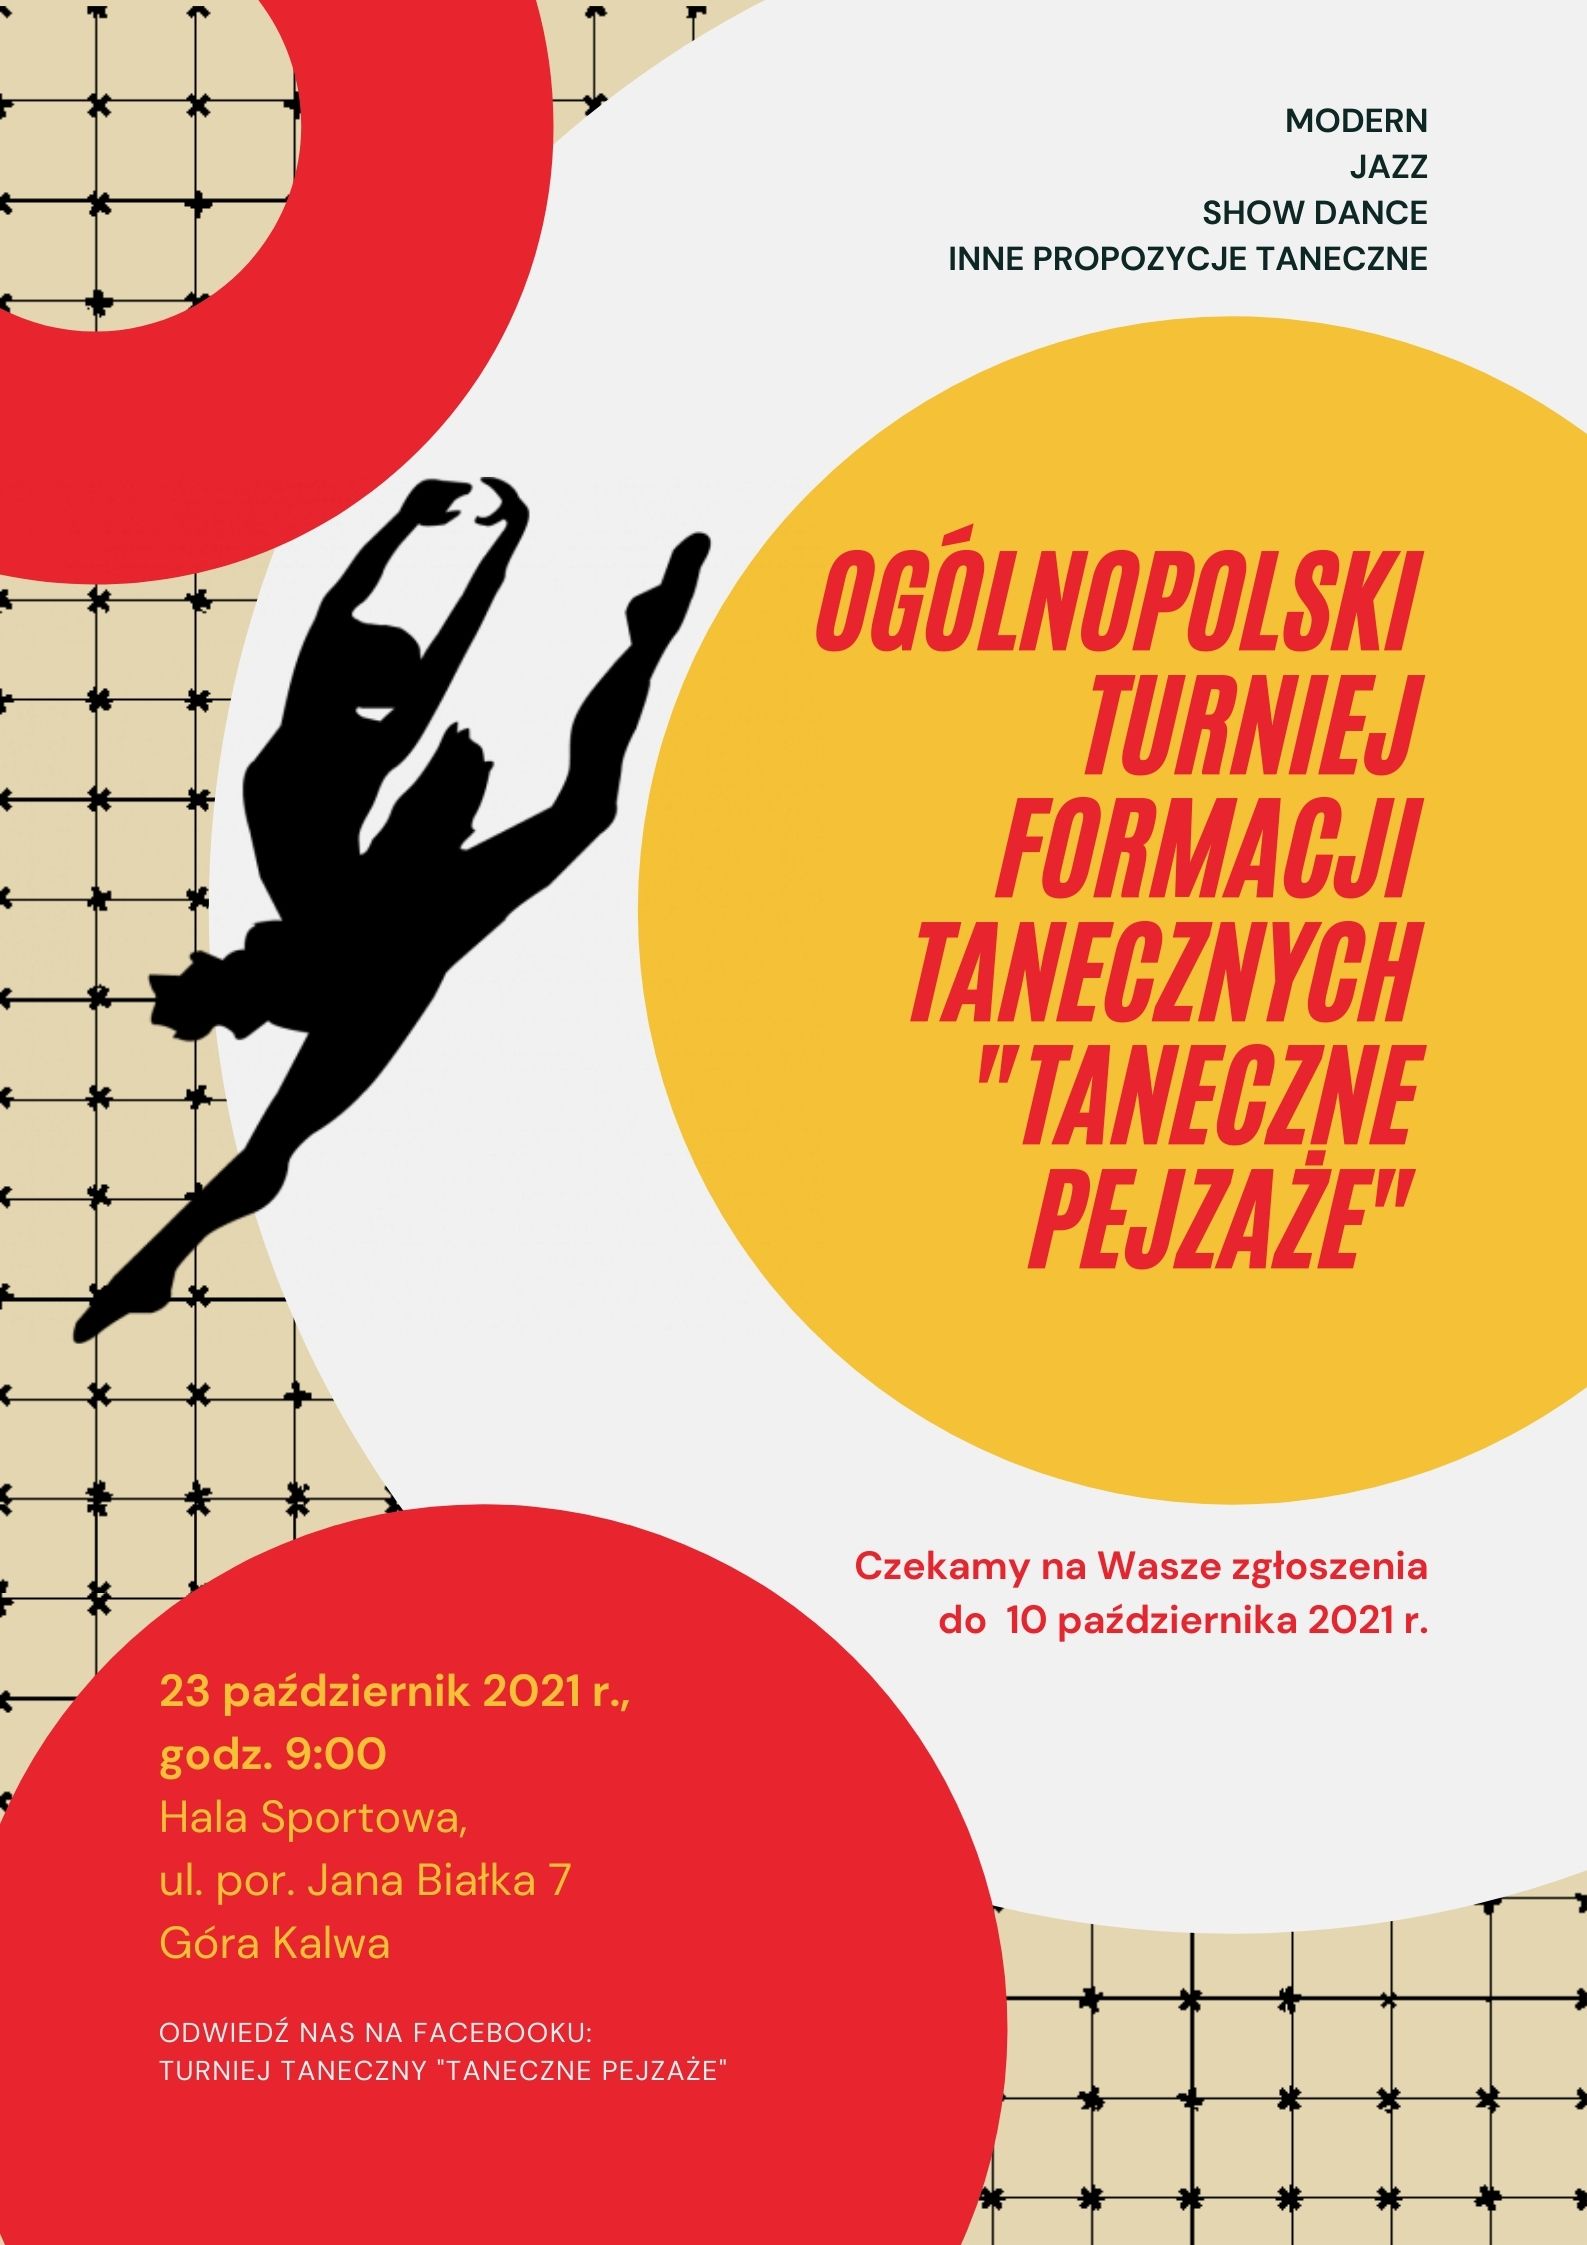 MODERN
JAZZ
SHOW DANCE
INNE PROPOZYCJE TANECZNE
OGÓLNOPOLSKI
TURNIEJ
FORMACJI
TANECZNYCH
"TANECZNE
PEJZAŻE"
Czekamy na Wasze zgłoszenia
do 10 października 2021 r.
23 październik 2021 r.,
godz. 9:00
Hala Sportowa,
ul. por. Jana Białka 7
Góra Kalwa
ODWIEDŹ NAS NA FACEBOOKU:
TURNIEJ TANECZNY "TANECZNE PEJZAŻE"